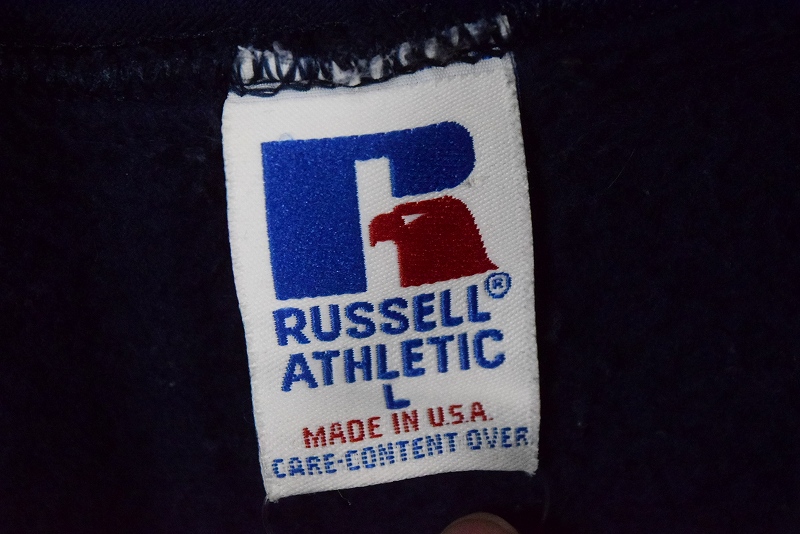 RUSSELL®
ATHLETIC
L
MADE IN U.S.A.
CARE-CONTENT OVER